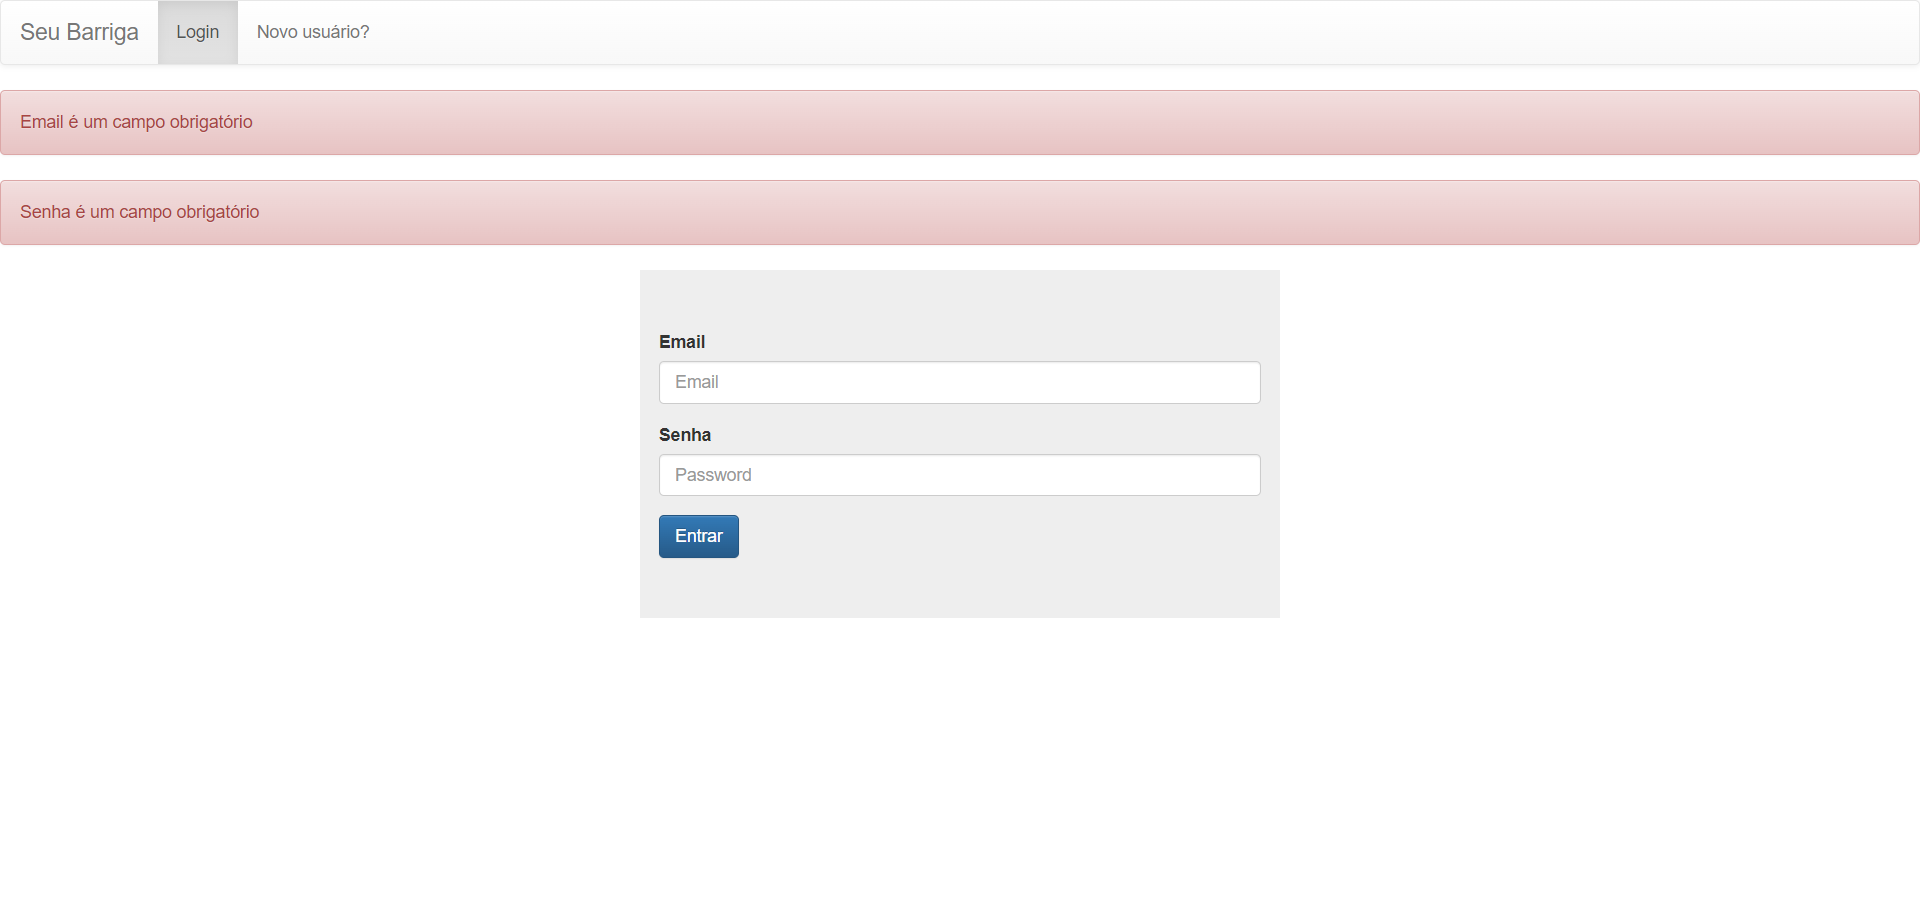 Seu Barriga Login Novo usuário?
Email é um campo obrigatório
Senha é um campo obrigatório
Email
Email
Senha
Password
Entrar